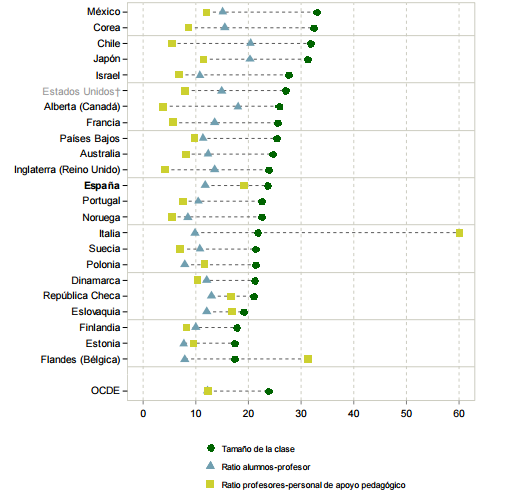 México
Corea
Chile
Japón
Israel
Estados Unidos†
Alberta (Canadá)
Francia
Países Bajos
Australia
Inglaterra (Reino Unido)
España
Portugal
Noruega
Italia
Suecia
Polonia
Dinamarca
República Checa
Eslovaquia
Finlandia
Estonia
Flandes (Bélgica)
OCDE
0 10 20 30 40 50 60
Tamaño de la clase
Ratio alumnos-profesor
Ratio profesores-personal de apoyo pedagógico